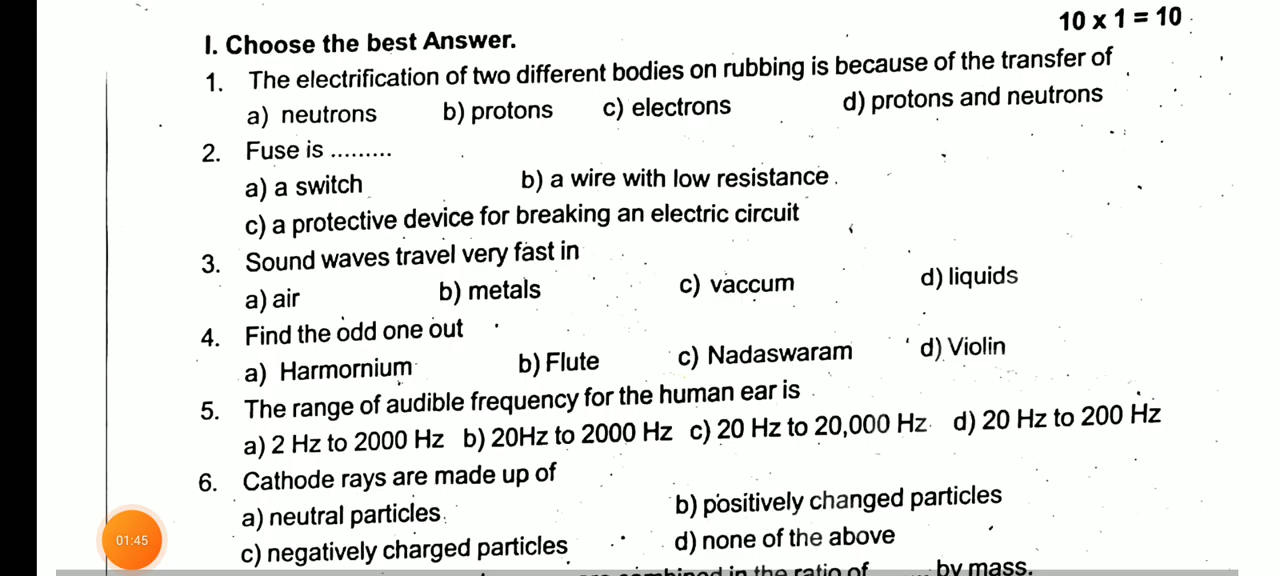 10 x 1 = 10
I. Choose the best Answer.
1. The electrification of two different bodies on rubbing is because of the transfer of
a) neutrons b) protons c) electrons d) protons and neutrons
2. Fuse is .........
a) a switch b) a wire with low resistance .
c) a protective device for breaking an electric circuit
3. Sound waves travel very fast in
a) air b) metals c) vaccum d) liquids
4. Find the odd one out
a) Harmornium b) Flute c) Nadaswaram d) Violin
5. The range of audible frequency for the human ear is
a) 2 Hz to 2000 Hz b) 20Hz to 2000 Hz c) 20 Hz to 20,000 Hz d) 20 Hz to 200 Hz
6. Cathode rays are made up of
a) neutral particles b) positively changed particles
c) negatively charged particles d) none of the above
combined in the ratio of by mass.
01:45